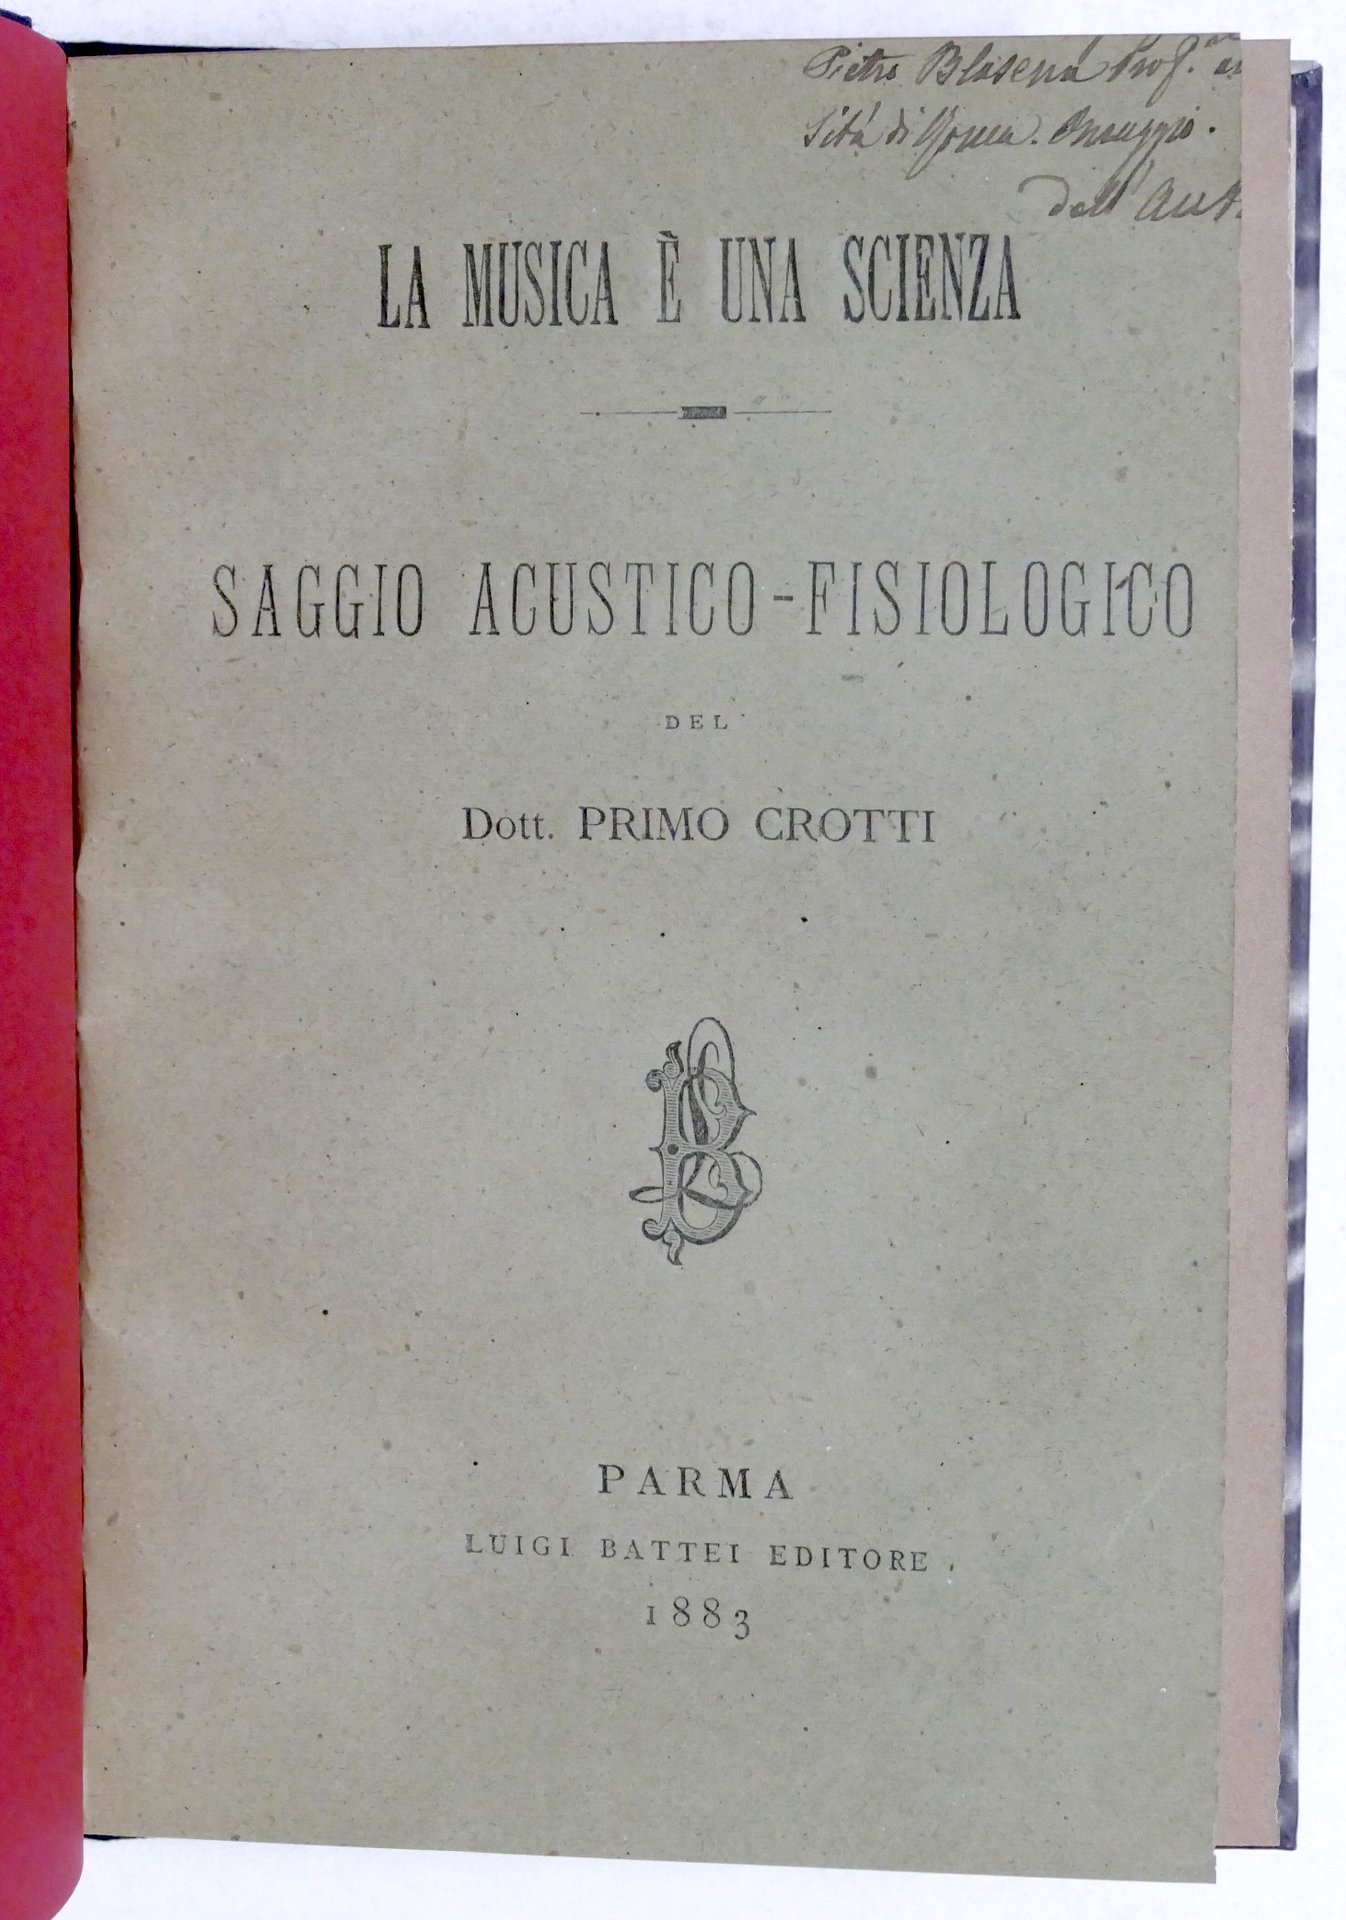 Pietro Blaserna Prof.
sità di Roma. Omaggio.
dell' Aut
LA MUSICA È UNA SCIENZA
SAGGIO ACUSTICO-FISIOLOGICO
DEL
Dott. PRIMO CROTTI
PARMA
LUIGI BATTEI EDITORE.
1883